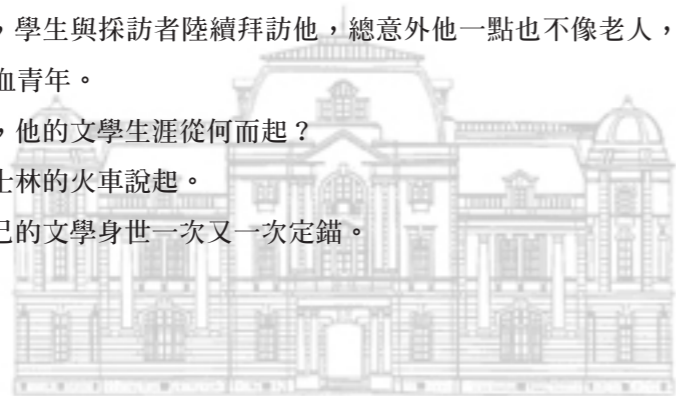 ，學生與採訪者陸續拜訪他，總意外他一點也不像老人，
血青年。
，他的文學生涯從何而起？
士林的火車說起。
己的文學身世一次又一次定錨。